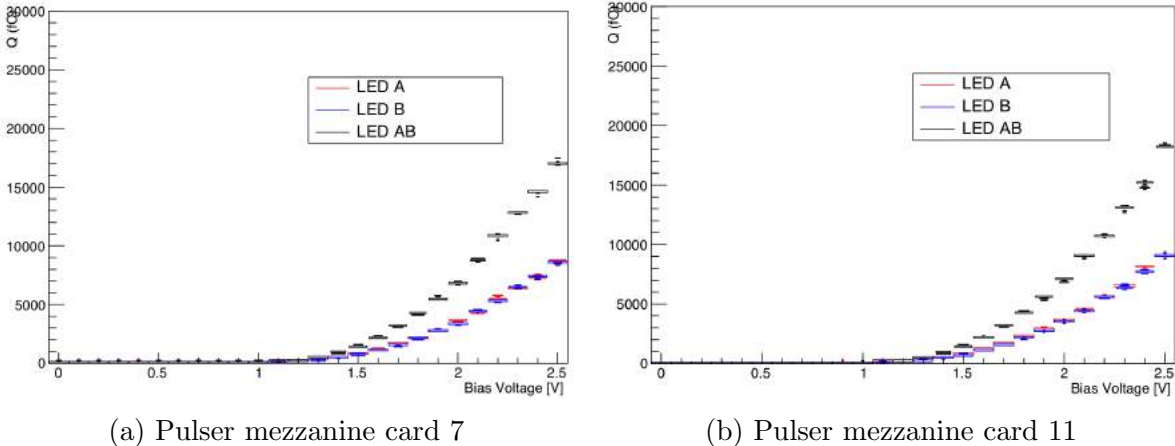 Q (fC)
30000
25000
20000
15000
10000
5000
0
LED A
LED B
LED AB
0 0.5 1 1.5 2 2.5
Bias Voltage [V]
(a) Pulser mezzanine card 7
Q (fC)
30000
25000
20000
15000
10000
5000
0
LED A
LED B
LED AB
0 0.5 1 1.5 2 2.5
Bias Voltage [V]
(b) Pulser mezzanine card 11